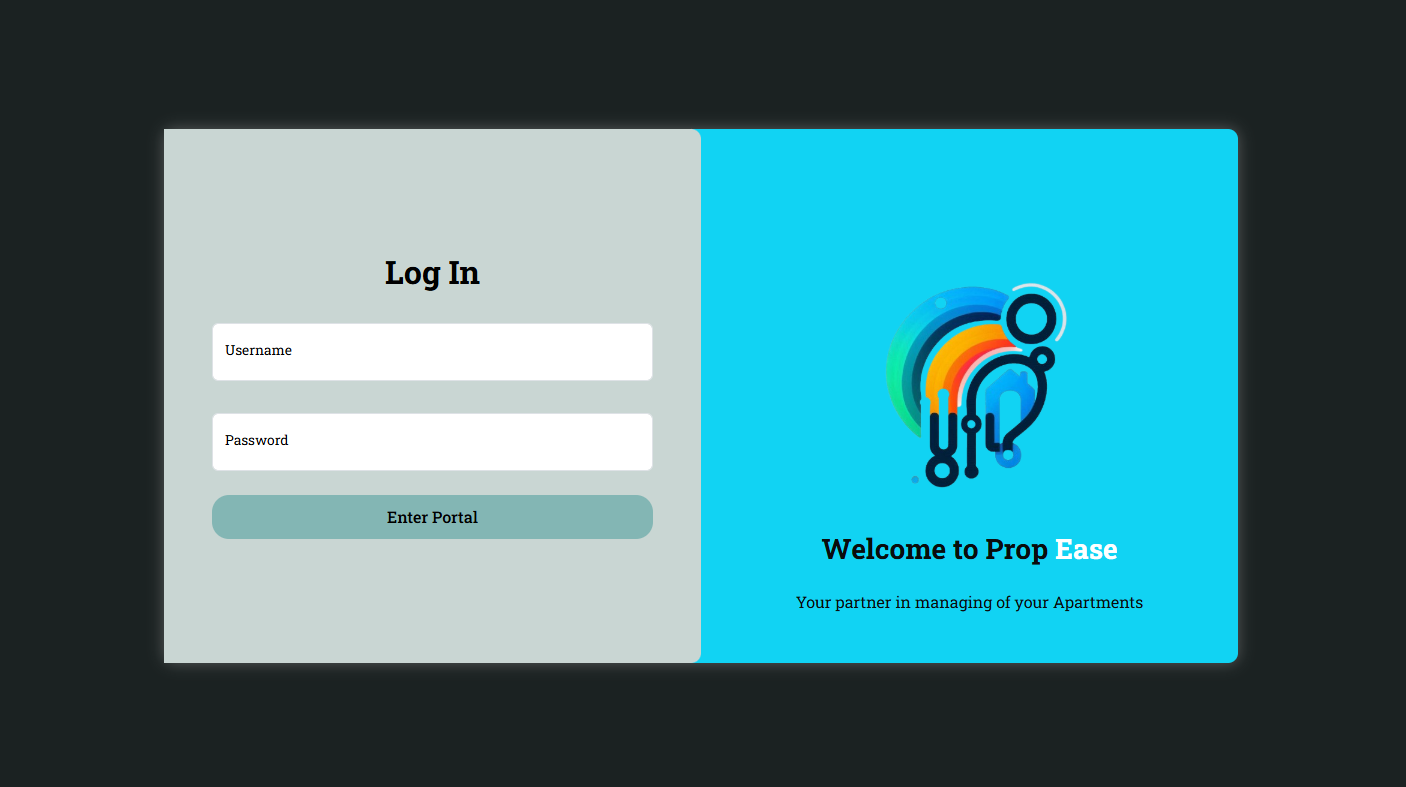 Log In
Username
Password
Enter Portal
Welcome to Prop Ease
Your partner in managing of your Apartments